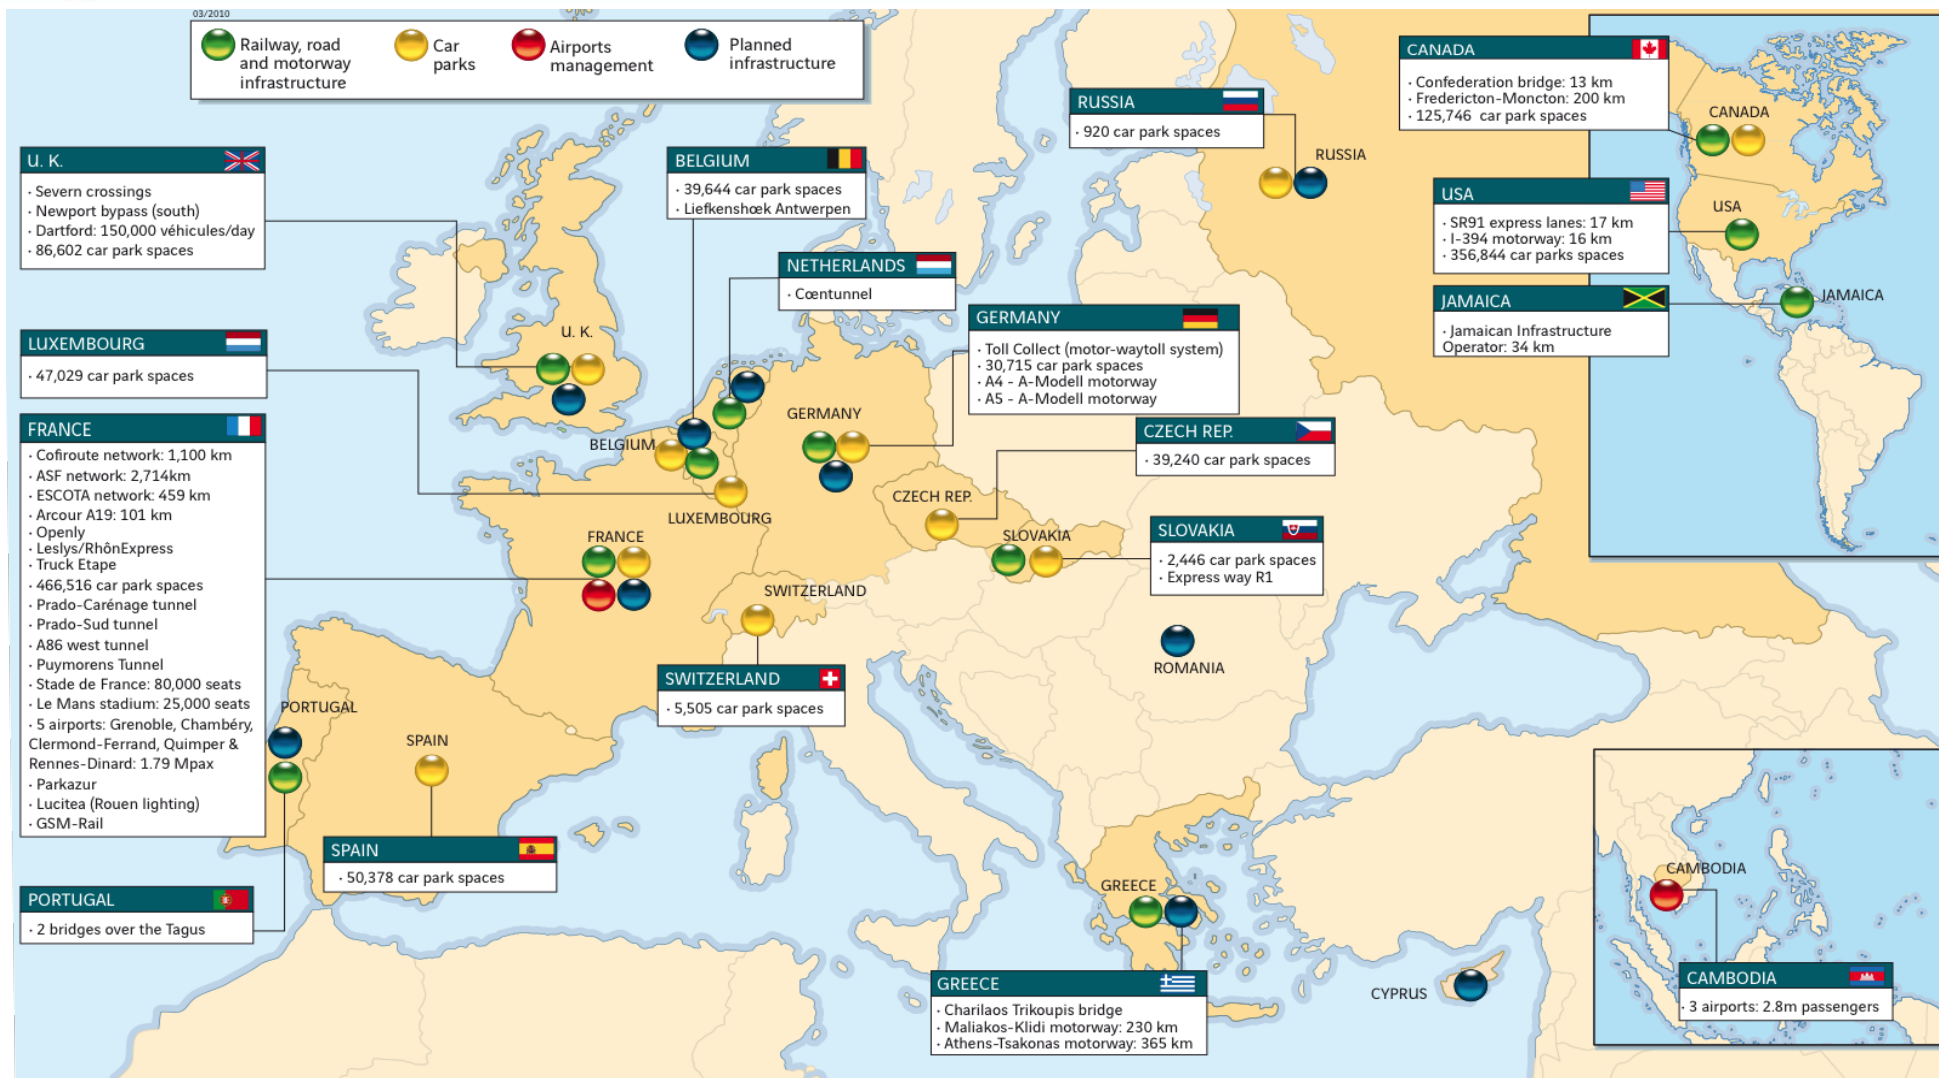 03/2010
Railway, road
and motorway
infrastructure
Car
parks
Airports
management
Planned
infrastructure
U. K.
· Severn crossings
· Newport bypass (south)
· Dartford: 150,000 véhicules/day
· 86,602 car park spaces
LUXEMBOURG
· 47,029 car park spaces
FRANCE
· Cofiroute network: 1,100 km
· ASF network: 2,714km
· ESCOTA network: 459 km
· Arcour A19: 101 km
· Openly
· Leslys/RhônExpress
· Truck Etape
· 466,516 car park spaces
· Prado-Carénage tunnel
· Prado-Sud tunnel
· A86 west tunnel
· Puymorens Tunnel
· Stade de France: 80,000 seats
· Le Mans stadium: 25,000 seats
· 5 airports: Grenoble, Chambéry,
Clermond-Ferrand, Quimper &
Rennes-Dinard: 1.79 Mpax
· Parkazur
· Lucitea (Rouen lighting)
· GSM-Rail
PORTUGAL
· 2 bridges over the Tagus
SPAIN
· 50,378 car park spaces
BELGIUM
· 39,644 car park spaces
· Liefkenshœk Antwerpen
NETHERLANDS
· Cœntunnel
GERMANY
· Toll Collect (motor-waytoll system)
· 30,715 car park spaces
· A4 - A-Modell motorway
· A5 - A-Modell motorway
RUSSIA
· 920 car park spaces
CZECH REP.
· 39,240 car park spaces
SLOVAKIA
· 2,446 car park spaces
· Express way R1
SWITZERLAND
· 5,505 car park spaces
GREECE
· Charilaos Trikoupis bridge
· Maliakos-Klidi motorway: 230 km
· Athens-Tsakonas motorway: 365 km
CANADA
· Confederation bridge: 13 km
· Fredericton-Moncton: 200 km
· 125,746 car park spaces
USA
· SR91 express lanes: 17 km
· I-394 motorway: 16 km
· 356,844 car parks spaces
JAMAICA
· Jamaican Infrastructure
Operator: 34 km
CAMBODIA
· 3 airports: 2.8m passengers
U. K.
BELGIUM
LUXEMBOURG
GERMANY
FRANCE
SWITZERLAND
CZECH REP.
SLOVAKIA
ROMANIA
RUSSIA
PORTUGAL
SPAIN
GREECE
CYPRUS
CANADA
USA
JAMAICA
CAMBODIA